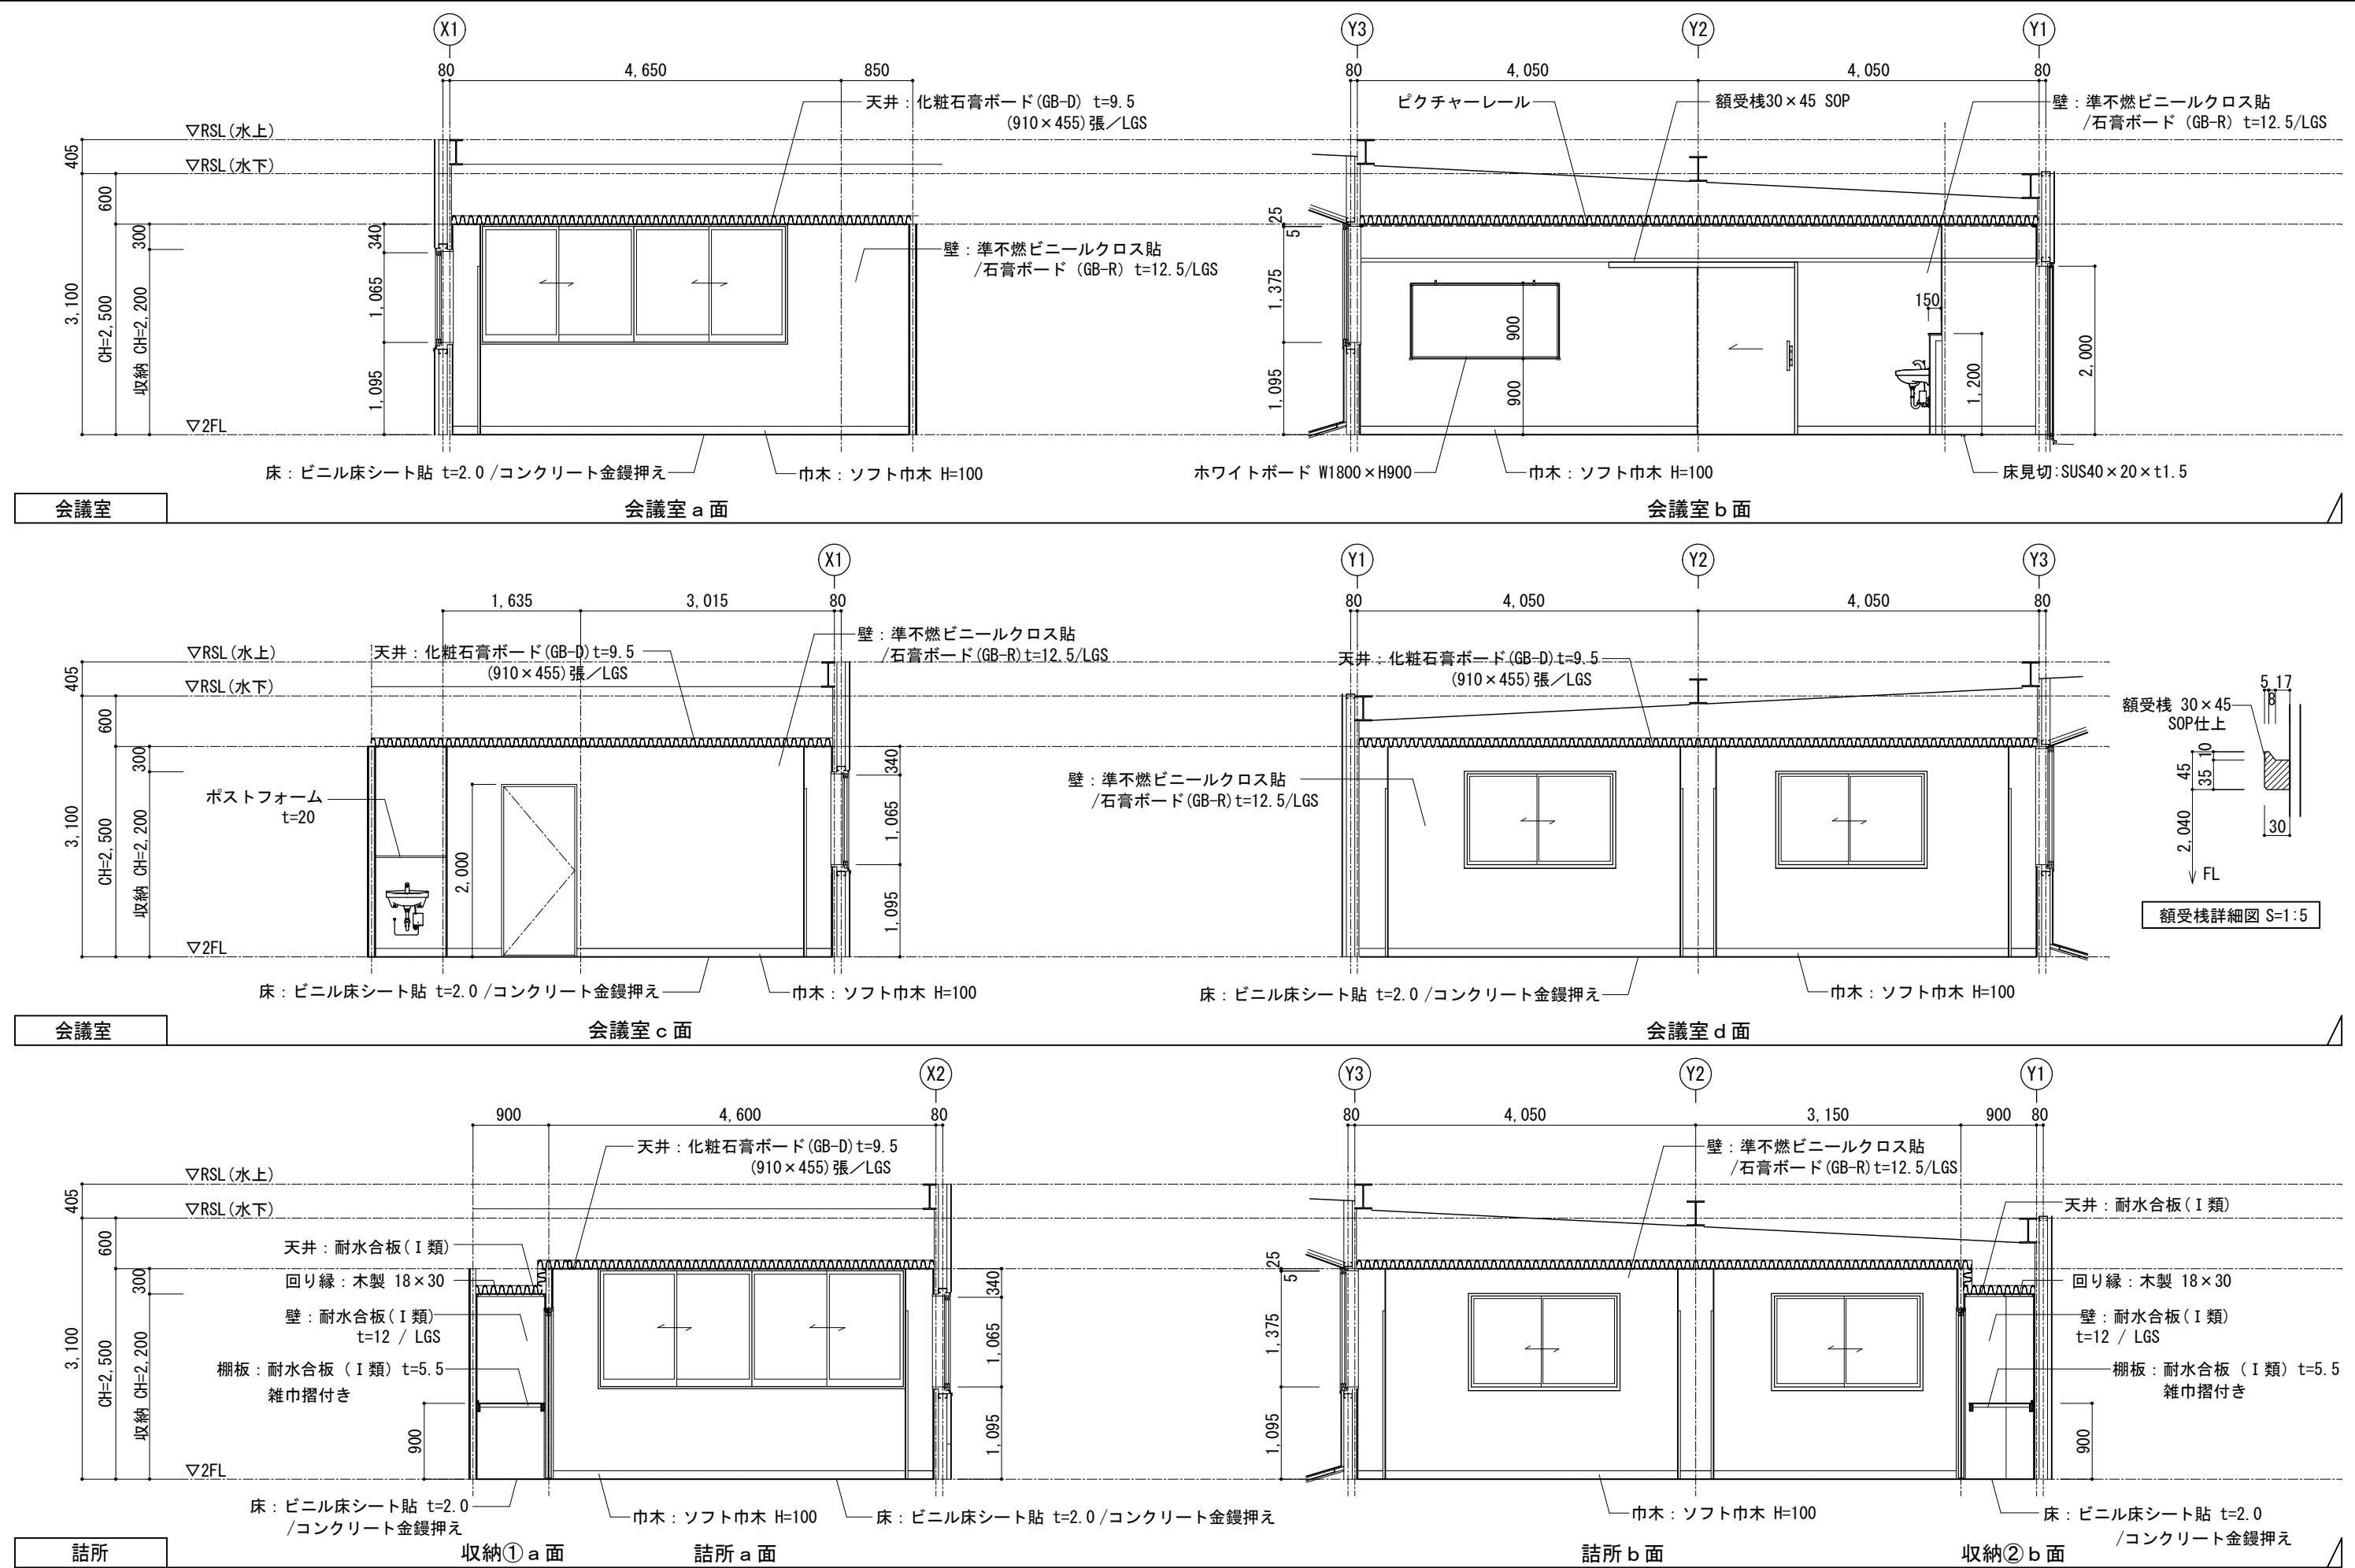 X1
80
4,650
850
天井：化粧石膏ボード(GB-D) t=9.5
(910×455)張／LGS
▽RSL(水上)
▽RSL(水下)
405
600
300
340
3,100
CH=2,500
収納 CH=2,200
1,065
1,095
壁：準不燃ビニールクロス貼
/石膏ボード（GB-R）t=12.5/LGS
▽2FL
床：ビニル床シート貼 t=2.0 /コンクリート金鏝押え
巾木：ソフト巾木 H=100
Y3
Y2
Y1
80
4,050
4,050
80
ピクチャーレール
額受桟30×45 SOP
壁：準不燃ビニールクロス貼
/石膏ボード（GB-R）t=12.5/LGS
25
5
1,375
1,095
900
900
150
1,200
2,000
ホワイトボード W1800×H900
巾木：ソフト巾木 H=100
床見切:SUS40×20×t1.5
会議室
会議室ａ面
会議室ｂ面
X1
1,635
3,015
80
壁：準不燃ビニールクロス貼
/石膏ボード(GB-R)t=12.5/LGS
天井：化粧石膏ボード(GB-D)t=9.5
(910×455)張／LGS
▽RSL(水上)
▽RSL(水下)
405
600
300
3,100
CH=2,500
収納 CH=2,200
ポストフォーム
t=20
2,000
340
1,065
1,095
▽2FL
床：ビニル床シート貼 t=2.0 /コンクリート金鏝押え
巾木：ソフト巾木 H=100
Y1
Y2
Y3
80
4,050
4,050
80
天井：化粧石膏ボード(GB-D)t=9.5
(910×455)張／LGS
壁：準不燃ビニールクロス貼
/石膏ボード(GB-R)t=12.5/LGS
床：ビニル床シート貼 t=2.0 /コンクリート金鏝押え
巾木：ソフト巾木 H=100
5 17
8
額受桟 30×45
SOP仕上
10
45
35
2,040
30
FL
額受桟詳細図 S=1:5
会議室
会議室ｃ面
会議室ｄ面
X2
900
4,600
80
天井：化粧石膏ボード(GB-D)t=9.5
(910×455)張／LGS
▽RSL(水上)
▽RSL(水下)
405
600
300
3,100
CH=2,500
収納 CH=2,200
天井：耐水合板(Ⅰ類)
回り縁：木製 18×30
壁：耐水合板(Ⅰ類)
t=12 / LGS
棚板：耐水合板（Ⅰ類）t=5.5
雑巾摺付き
900
340
1,065
1,095
▽2FL
床：ビニル床シート貼 t=2.0
/コンクリート金鏝押え
巾木：ソフト巾木 H=100
床：ビニル床シート貼 t=2.0 /コンクリート金鏝押え
Y3
Y2
Y1
80
4,050
3,150
900
80
壁：準不燃ビニールクロス貼
/石膏ボード(GB-R)t=12.5/LGS
天井：耐水合板(Ⅰ類)
25
5
1,375
1,095
回り縁：木製 18×30
壁：耐水合板(Ⅰ類)
t=12 / LGS
棚板：耐水合板（Ⅰ類）t=5.5
雑巾摺付き
900
巾木：ソフト巾木 H=100
床：ビニル床シート貼 t=2.0
/コンクリート金鏝押え
詰所
収納①ａ面
詰所ａ面
詰所ｂ面
収納②ｂ面